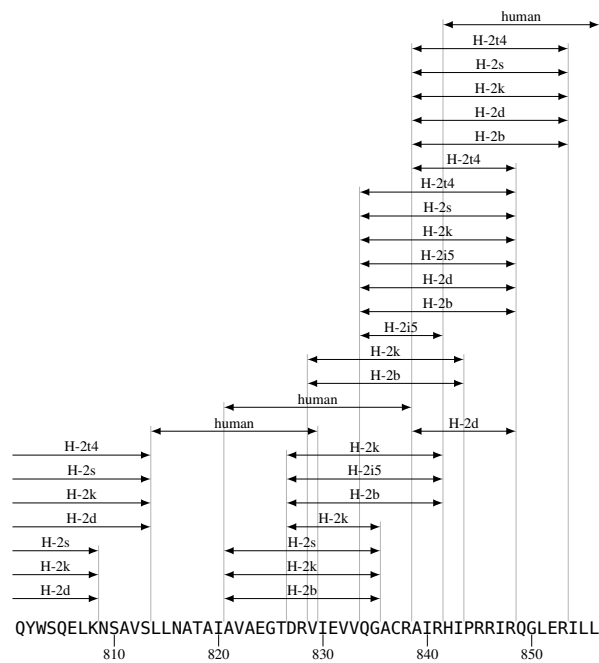 human
H-2t4
H-2s
H-2k
H-2d
H-2b
H-2t4
H-2t4
H-2s
H-2k
H-2i5
H-2d
H-2b
H-2i5
H-2k
H-2b
human
human H-2d
H-2t4 H-2k
H-2s H-2i5
H-2k H-2b
H-2d H-2k
H-2s H-2s
H-2k H-2k
H-2d H-2b
QYWSQELKNSAVSLLNATAIAVAEGTDRVIEVVQGACRAIRHIPRRIRQGLERILL
810 820 830 840 850